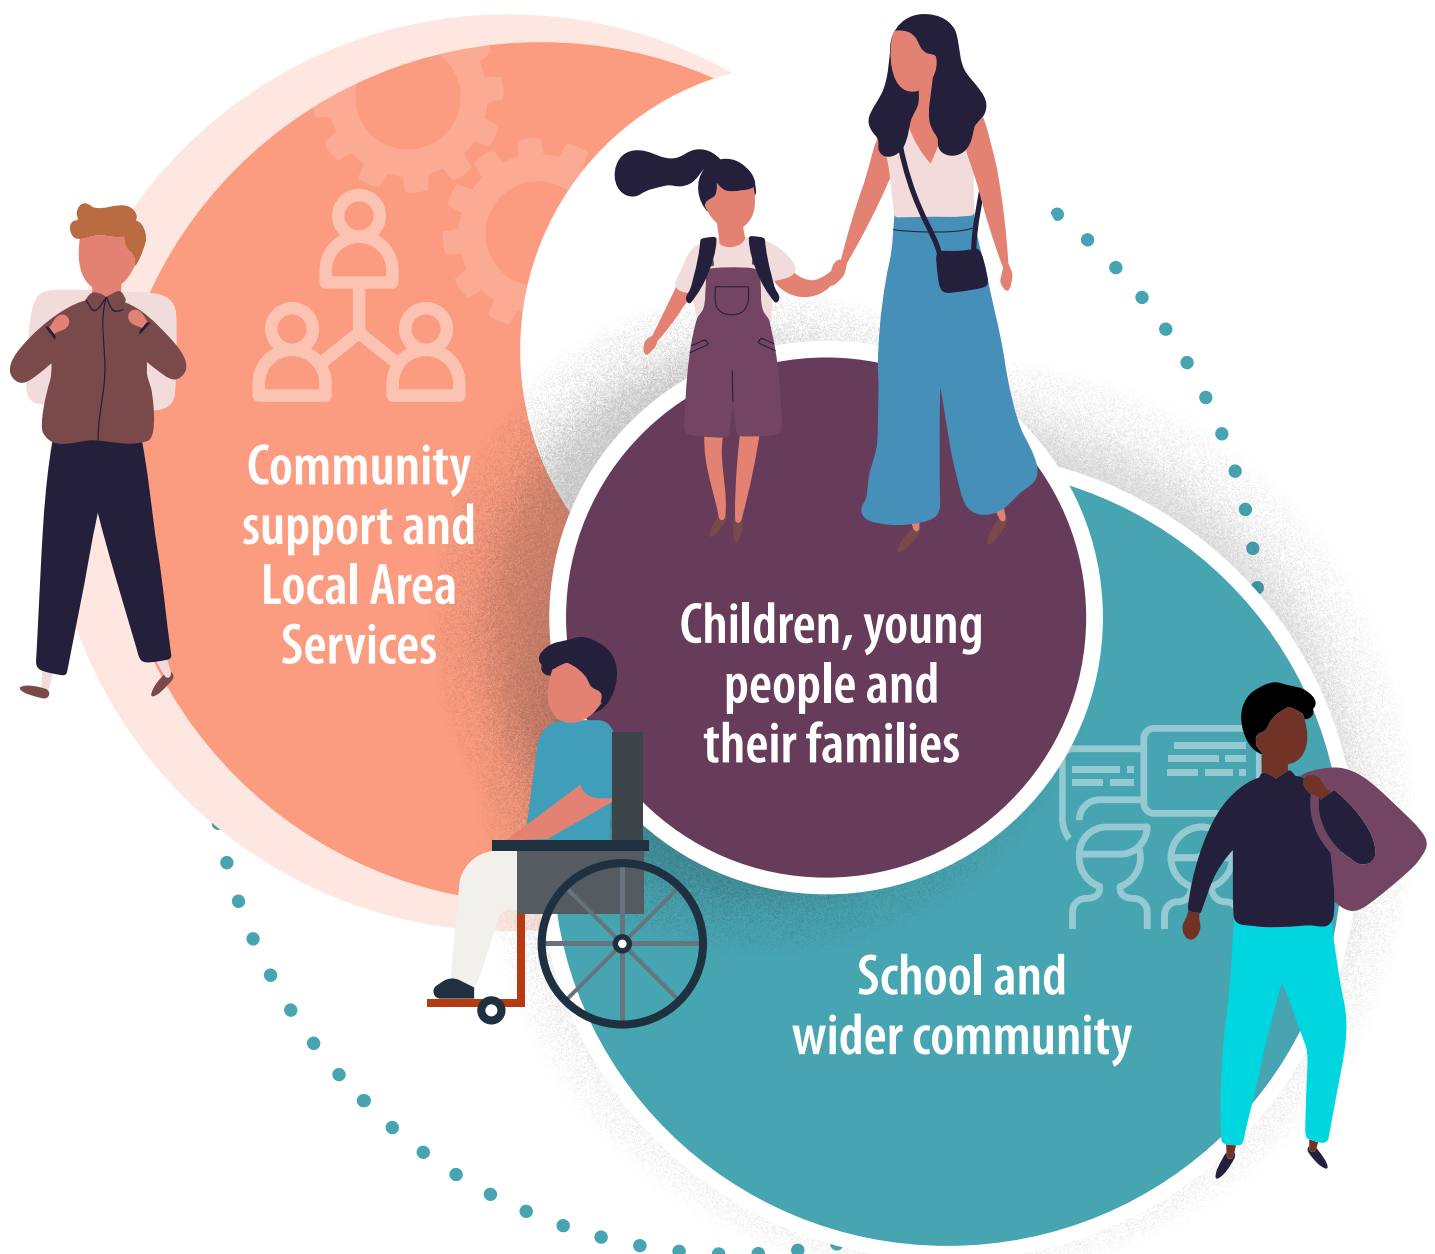 Community
support and
Local Area
Services
Children, young
people and
their families
School and
wider community